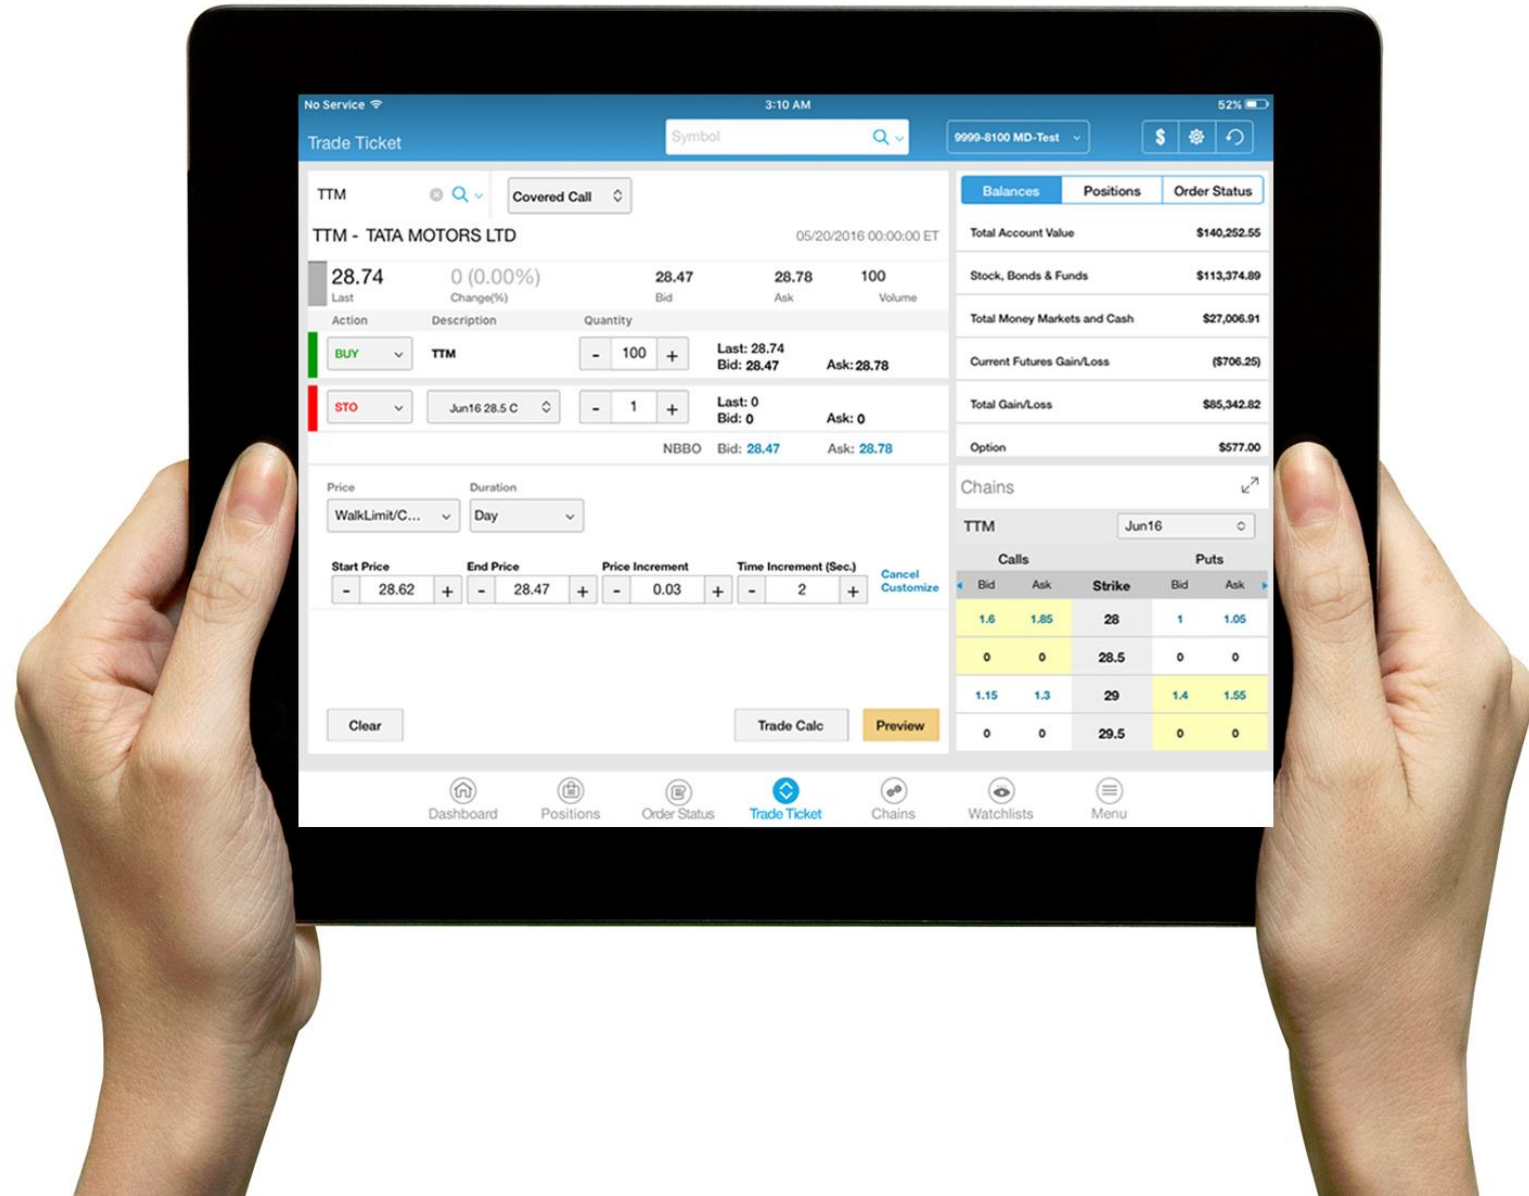 No Service 3:10 AM 52%
Trade Ticket Symbol 9999-8100 MD-Test $
TTM Covered Call
TTM - TATA MOTORS LTD 05/20/2016 00:00:00 ET
28.74 0 (0.00%) 28.47 28.78 100
Last Change(%) Bid Ask Volume
Action Description Quantity
BUY TTM - 100 + Last: 28.74
Bid: 28.47 Ask: 28.78
STO Jun16 28.5 C - 1 + Last: 0
Bid: 0 Ask: 0
NBBO Bid: 28.47 Ask: 28.78
Price Duration
WalkLimit/C... Day
Start Price End Price Price Increment Time Increment (Sec.)
- 28.62 + - 28.47 + - 0.03 + - 2 + Cancel
Customize
Clear Trade Calc Preview
Balances Positions Order Status
Total Account Value $140,252.55
Stock, Bonds & Funds $113,374.89
Total Money Markets and Cash $27,006.91
Current Futures Gain/Loss ($706.25)
Total Gain/Loss $85,342.82
Option $577.00
Chains
TTM Jun16
Calls Puts
Bid Ask Strike Bid Ask
1.6 1.85 28 1 1.05
0 0 28.5 0 0
1.15 1.3 29 1.4 1.55
0 0 29.5 0 0
Dashboard Positions Order Status Trade Ticket Chains Watchlists Menu